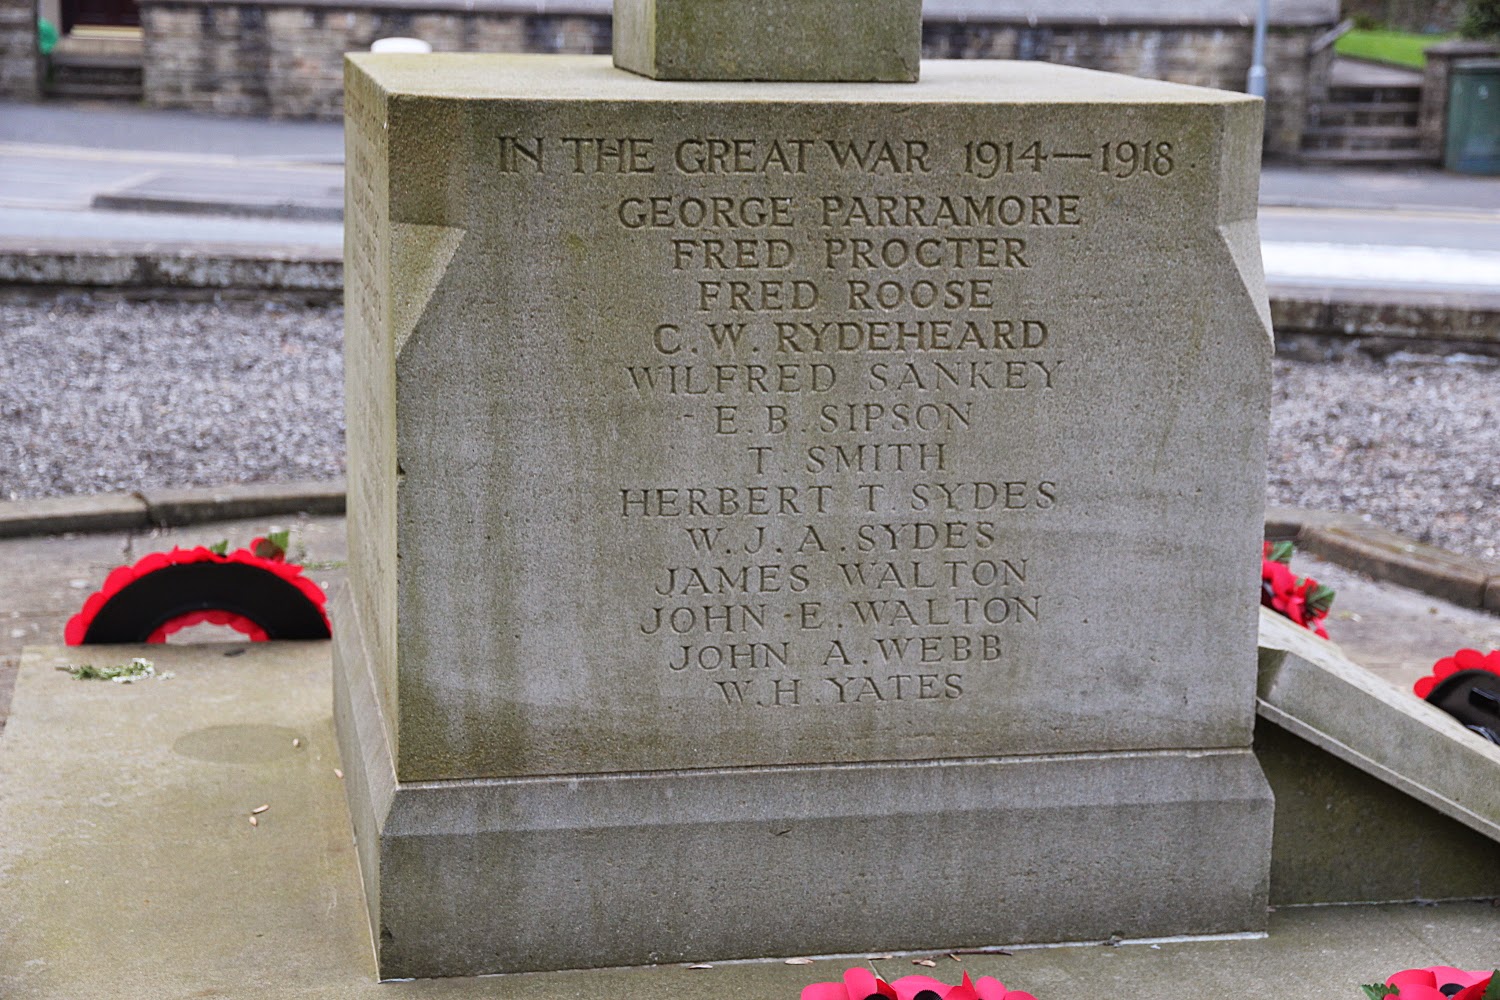 IN THE GREAT WAR 1914—1918.
GEORGE PARRAMORE
FRED PROCTER
FRED ROOSE
C. W. RYDEHEARD
WILFRED SANKEY
E. B. SIPSON
T. SMITH
HERBERT T. SYDES
W. J. A. SYDES
JAMES WALTON
JOHN E. WALTON
JOHN A. WEBB
W. H. YATES